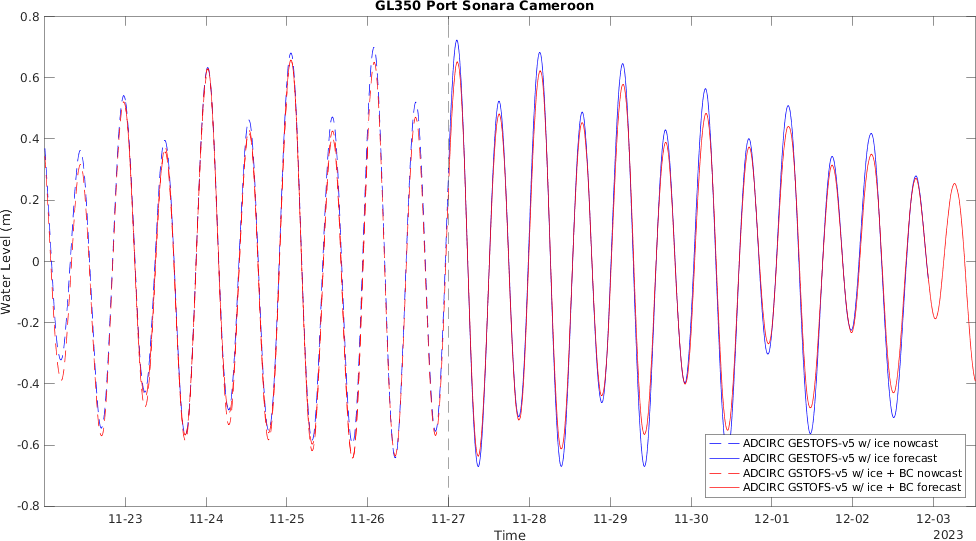 GL350 Port Sonara Cameroon
0.8
0.6
0.4
0.2
0
-0.2
-0.4
-0.6
-0.8
Water Level (m)
ADCIRC GESTOFS-v5 w/ ice nowcast
ADCIRC GESTOFS-v5 w/ ice forecast
ADCIRC GSTOFS-v5 w/ ice + BC nowcast
ADCIRC GSTOFS-v5 w/ ice + BC forecast
11-23 11-24 11-25 11-26 11-27 11-28 11-29 11-30 12-01 12-02 12-03
Time
2023